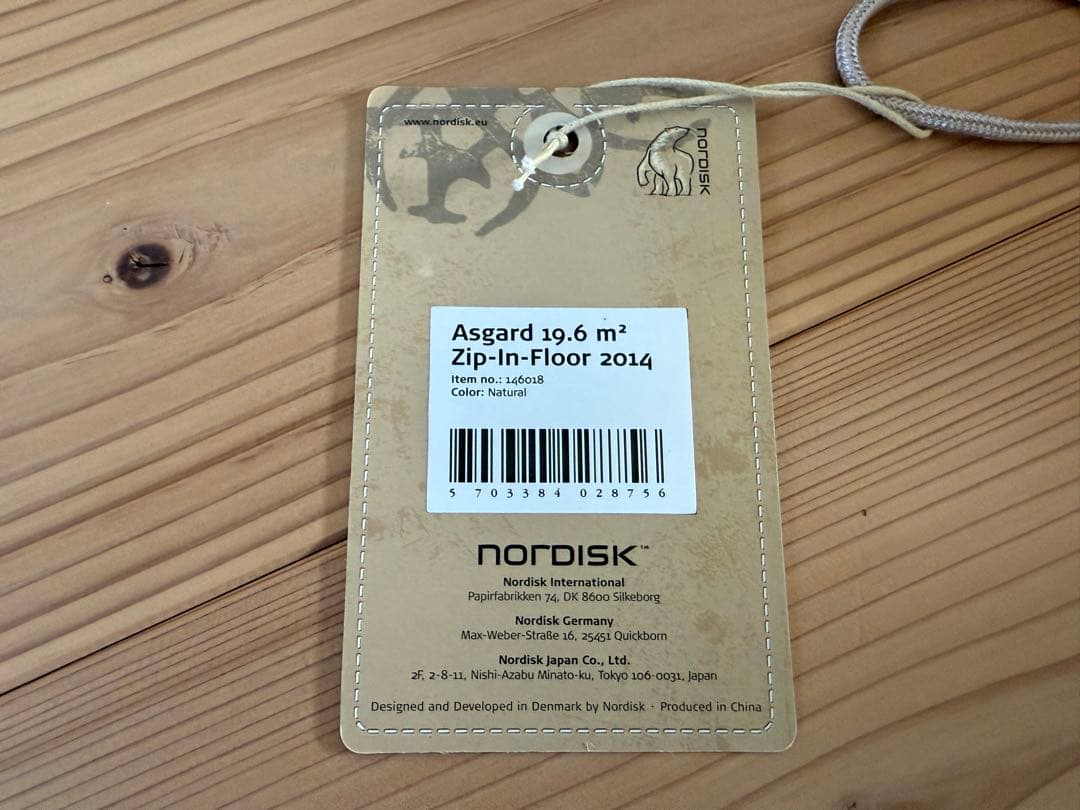 www.nordisk.eu
nordisk
Asgard 19.6 m²
Zip-In-Floor 2014
Item no.: 146018
Color: Natural
5 703384 028756
nordisk™
Nordisk International
Papirfabrikken 74, DK 8600 Silkeborg
Nordisk Germany
Max-Weber-Straße 16, 25451 Quickborn
Nordisk Japan Co., Ltd.
2F, 2-8-11, Nishi-Azabu Minato-ku, Tokyo 106-0031, Japan
Designed and Developed in Denmark by Nordisk · Produced in China